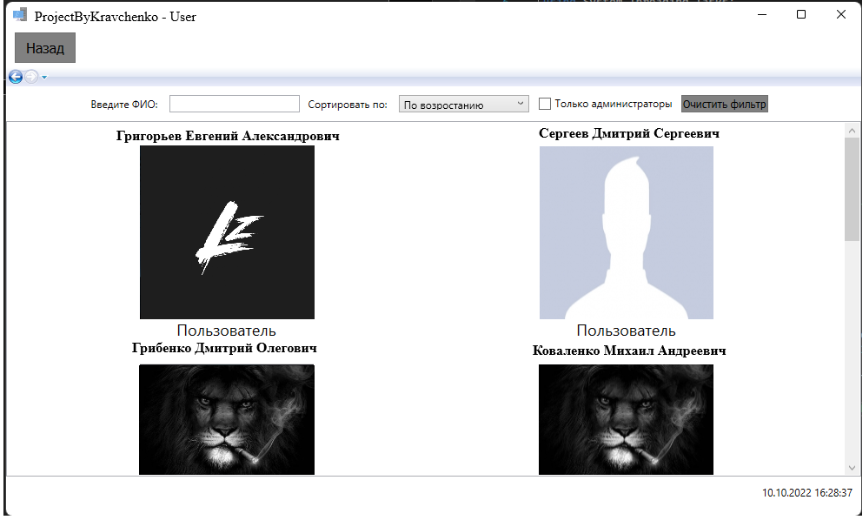 ProjectByKravchenko - User
Назад
Введите ФИО: Сортировать по: По возростанию Только администраторы Очистить фильтр
Григорьев Евгений Александрович Сергеев Дмитрий Сергеевич
Пользователь Пользователь
Грибенко Дмитрий Олегович Коваленко Михаил Андреевич
10.10.2022 16:28:37